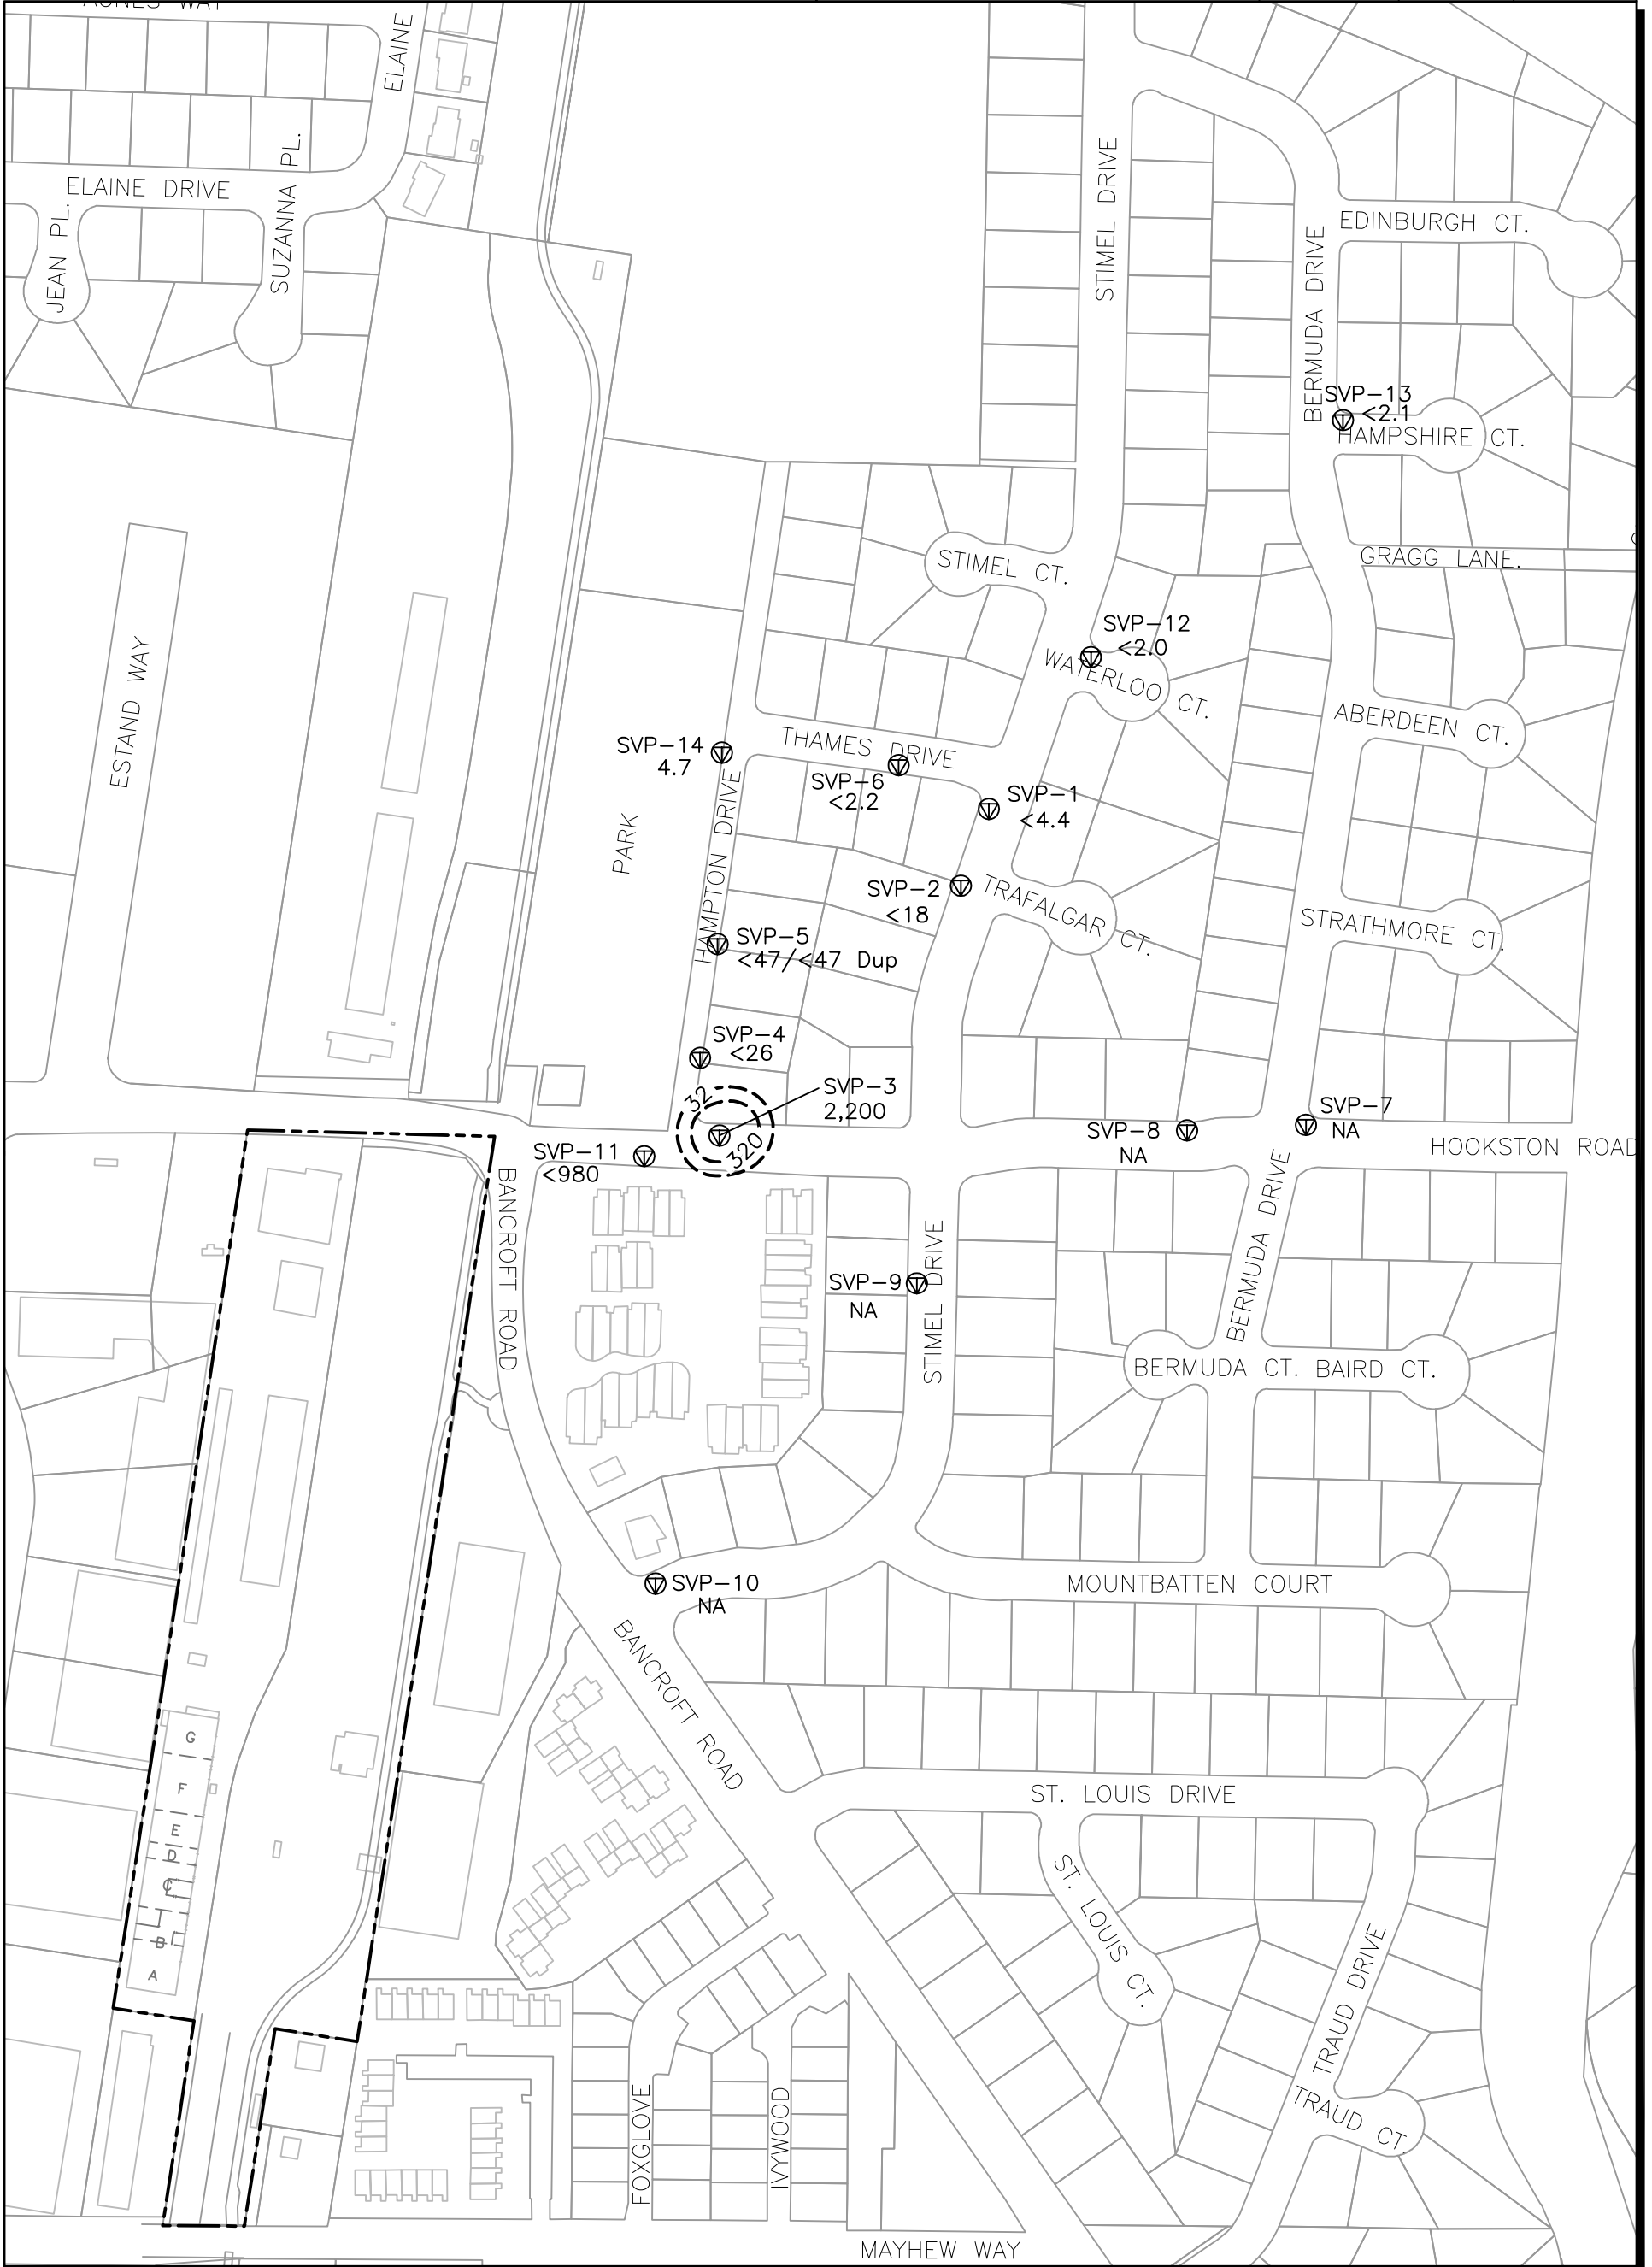 AGNES WAY
ELAINE
ELAINE DRIVE
SUZANNA PL.
JEAN PL.
STIMEL DRIVE
BERMUDA DRIVE
EDINBURGH CT.
SVP-13
<2.1
HAMPSHIRE CT.
GRAGG LANE.
STIMEL CT.
SVP-12
<2.0
WATERLOO CT.
ESTAND WAY
ABERDEEN CT.
THAMES DRIVE
SVP-14
4.7
SVP-6
<2.2
SVP-1
<4.4
PARK
HAMPTON DRIVE
SVP-2
<18
TRAFALGAR CT.
STRATHMORE CT.
SVP-5
<47/<47 Dup
SVP-4
<26
32
SVP-3
2,200
320
SVP-7
NA
SVP-8
NA
HOOKSTON ROAD
SVP-11
<980
BANCROFT ROAD
BERMUDA DRIVE
STIMEL DRIVE
SVP-9
NA
BERMUDA CT.
BAIRD CT.
SVP-10
NA
MOUNTBATTEN COURT
BANCROFT ROAD
G
F
E
D
C
B
A
ST. LOUIS DRIVE
ST. LOUIS CT.
TRAUD DRIVE
TRAUD CT.
FOXGLOVE
IVYWOOD
MAYHEW WAY